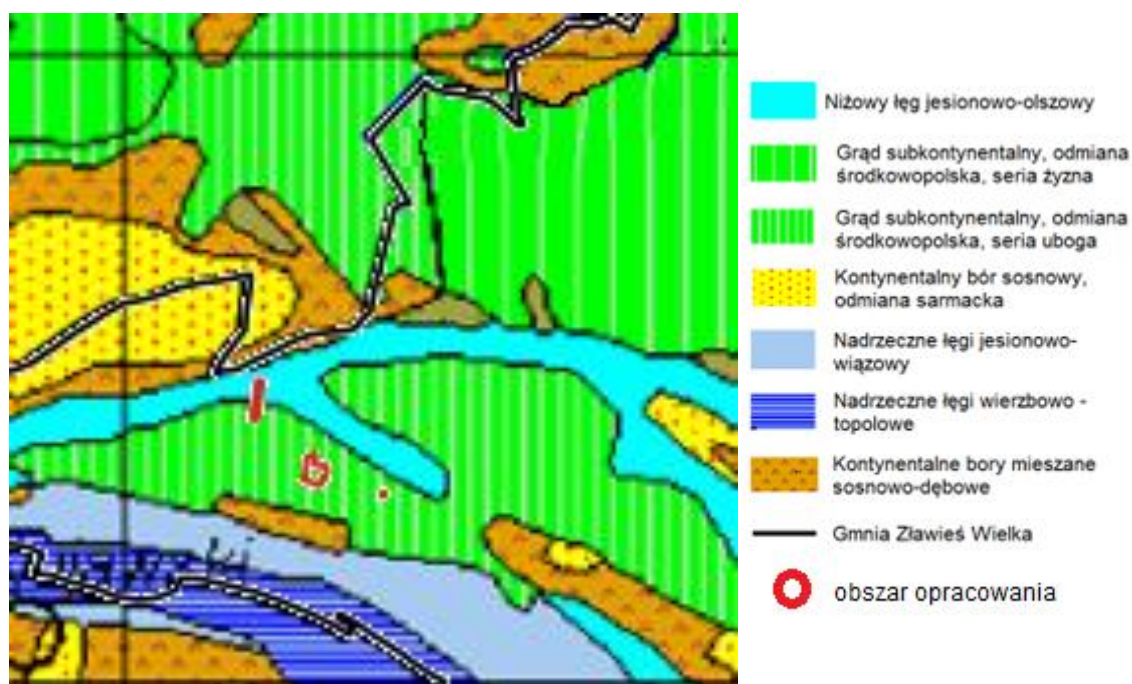 Niżowy łęg jesionowo-olszowy
Grąd subkontynentalny, odmiana
środkowopolska, seria żyzna
Grąd subkontynentalny, odmiana
środkowopolska, seria uboga
Kontynentalny bór sosnowy,
odmiana sarmacka
Nadrzeczne łęgi jesionowo-
wiązowy
Nadrzeczne łęgi wierzbowo -
topolowe
Kontynentalne bory mieszane
sosnowo-dębowe
Gmnia Zławieś Wielka
obszar opracowania